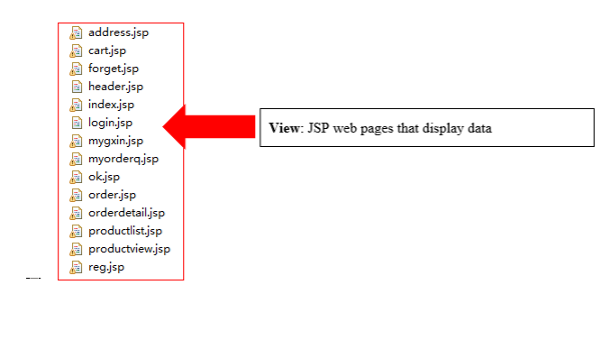 address.jsp
cart.jsp
forget.jsp
header.jsp
index.jsp
login.jsp
View: JSP web pages that display data
mygxin.jsp
myorderq.jsp
ok.jsp
order.jsp
orderdetail.jsp
productlist.jsp
productview.jsp
reg.jsp